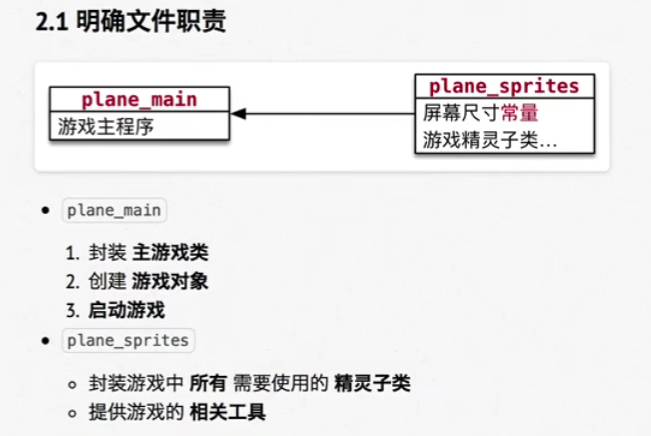 2.1 明确文件职责
plane_main
游戏主程序
plane_sprites
屏幕尺寸常量
游戏精灵子类...
plane_main
1. 封装 主游戏类
2. 创建 游戏对象
3. 启动游戏
plane_sprites
封装游戏中 所有 需要使用的 精灵子类
提供游戏的 相关工具